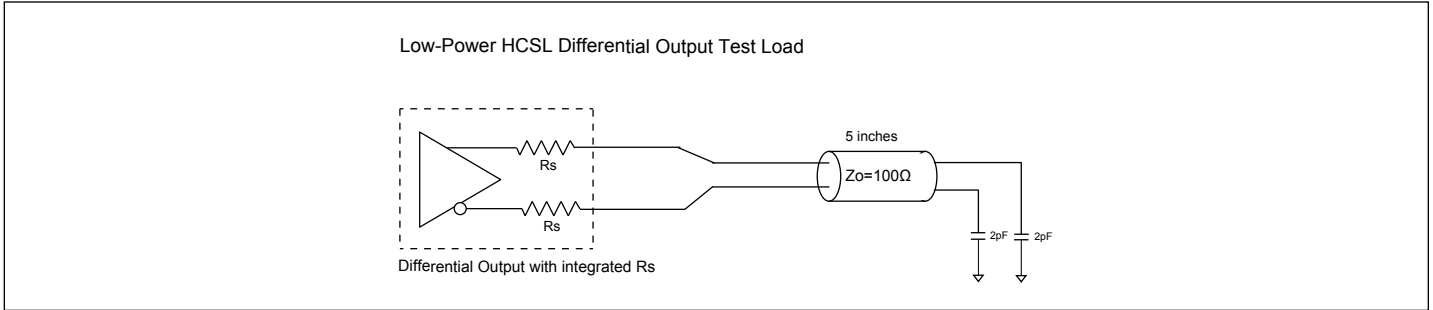 Low-Power HCSL Differential Output Test Load
5 inches
Rs
Zo=100Ω
Rs
2pF
2pF
Differential Output with integrated Rs